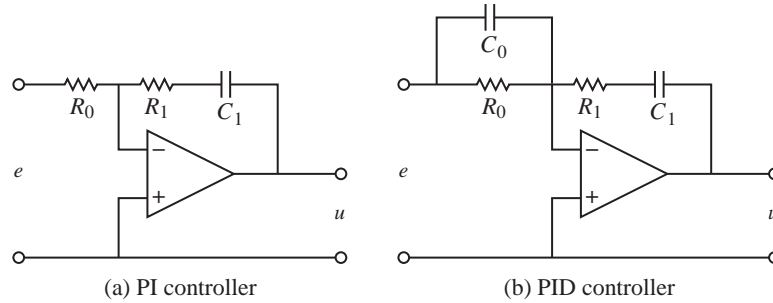 C₀
R₀ R₁ C₁
R₀ R₁ C₁
−
+
−
+
e
u
e
u
(a) PI controller
(b) PID controller